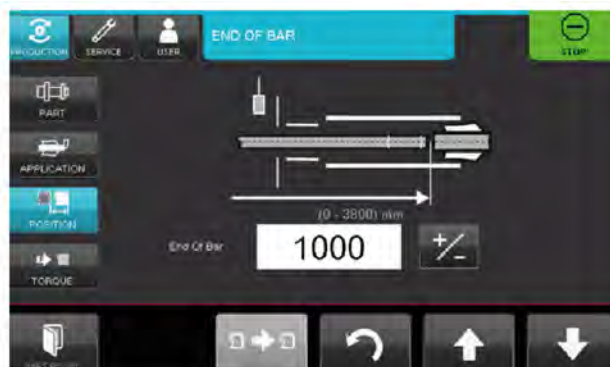 PRODUCTION
SERVICE
USER
END OF BAR
STOP
PART
APPLICATION
POSITION
TORQUE
(0 - 3800) mm
End Of Bar
1000
+/-